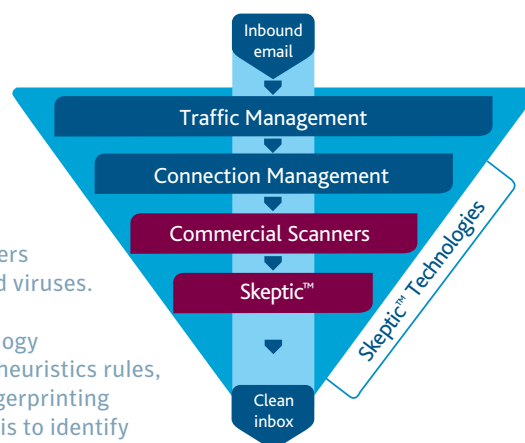 Inbound
email
Traffic Management
Connection Management
Commercial Scanners
Skeptic™
Skeptic™ Technologies
Clean
inbox
ers
d viruses.
ogy
heuristics rules,
gerprinting
is to identify